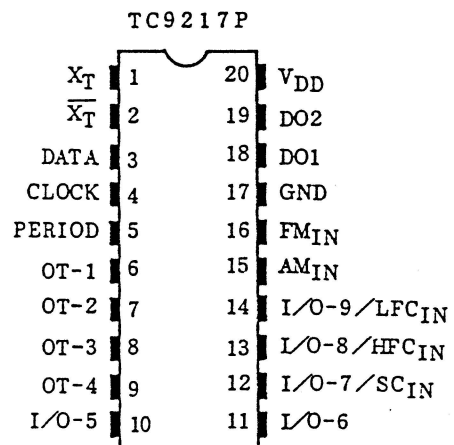 TC9217P
XT 1 20 VDD
X̅T̅ 2 19 DO2
DATA 3 18 DO1
CLOCK 4 17 GND
PERIOD 5 16 FMIN
OT-1 6 15 AMIN
OT-2 7 14 I/O-9/LFCIN
OT-3 8 13 I/O-8/HFCIN
OT-4 9 12 I/O-7/SCIN
I/O-5 10 11 I/O-6